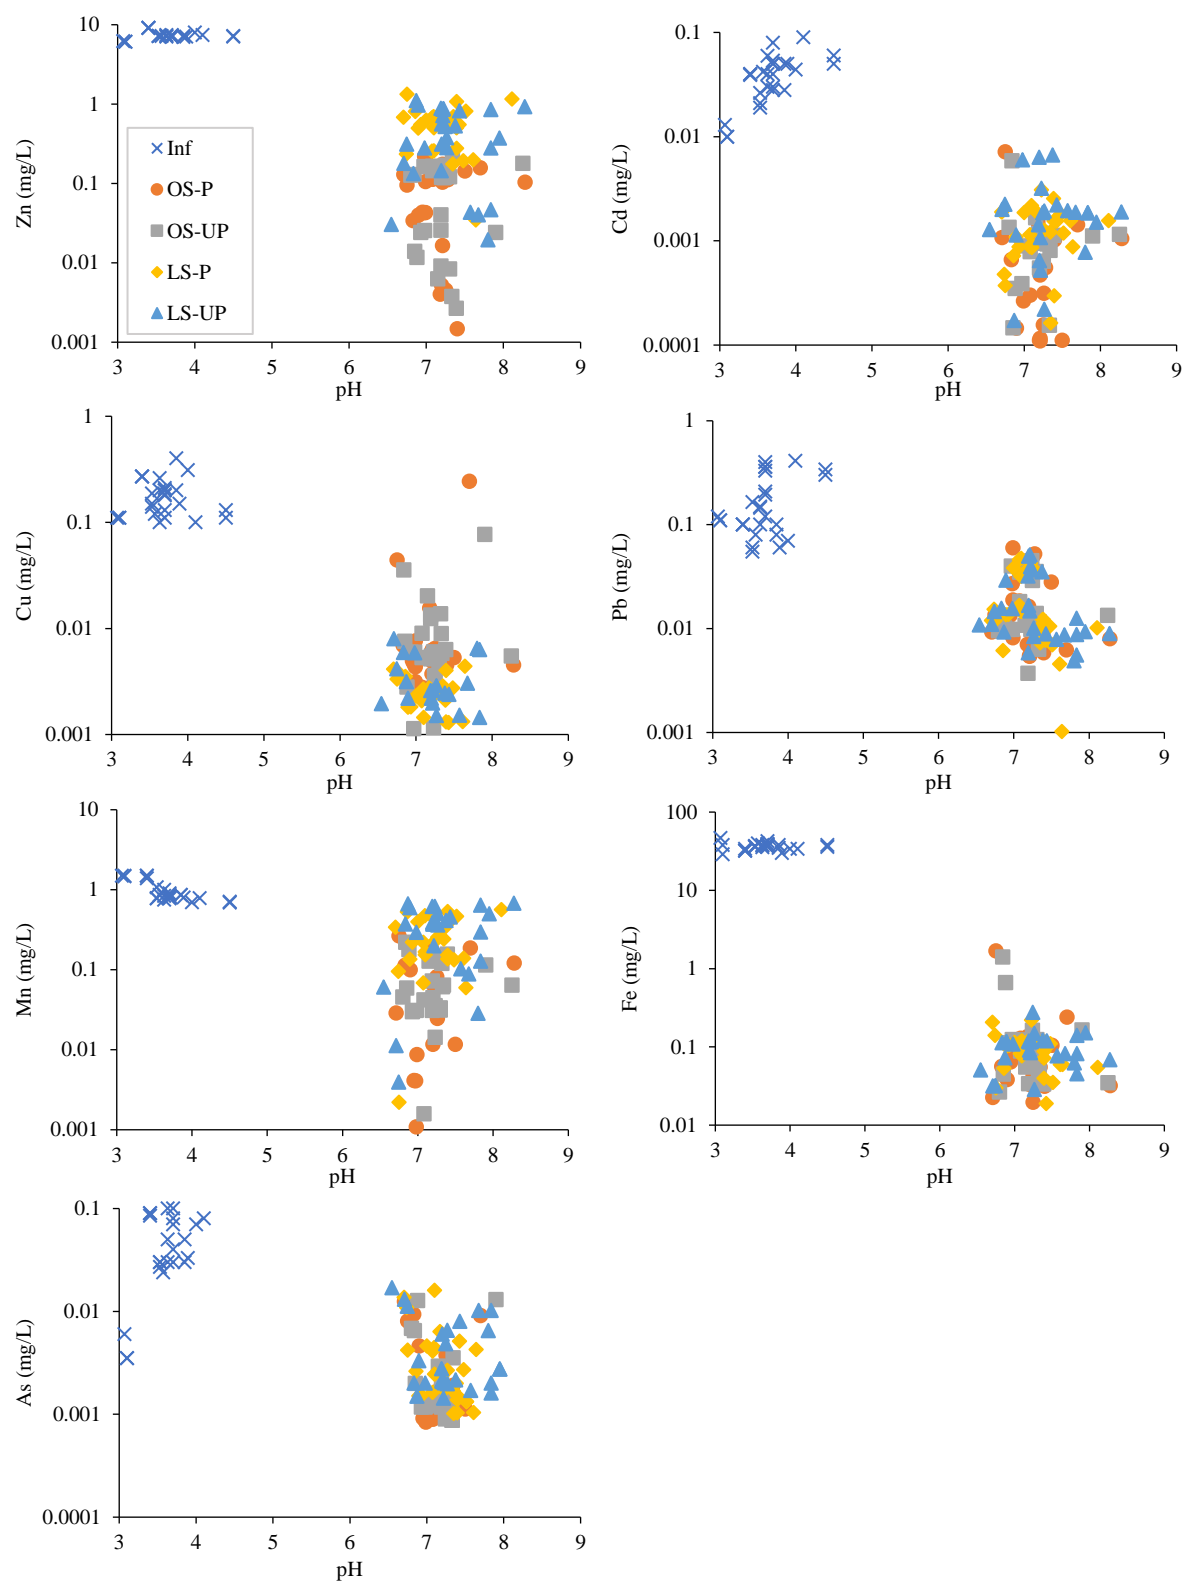 10
1
0.1
0.01
0.001
Zn (mg/L)
Inf
OS-P
OS-UP
LS-P
LS-UP
3 4 5 6 7 8 9
pH
0.1
0.01
0.001
0.0001
Cd (mg/L)
3 4 5 6 7 8 9
pH
1
0.1
0.01
0.001
Cu (mg/L)
3 4 5 6 7 8 9
pH
1
0.1
0.01
0.001
Pb (mg/L)
3 4 5 6 7 8 9
pH
10
1
0.1
0.01
0.001
Mn (mg/L)
3 4 5 6 7 8 9
pH
100
10
1
0.1
0.01
Fe (mg/L)
3 4 5 6 7 8 9
pH
0.1
0.01
0.001
0.0001
As (mg/L)
3 4 5 6 7 8 9
pH